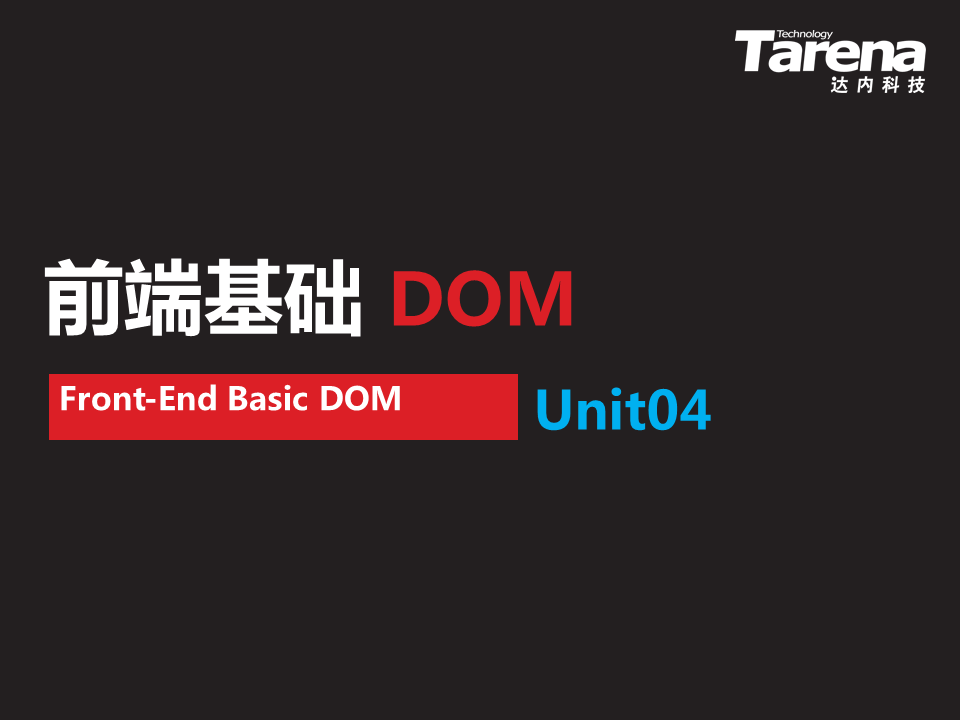 Technology
Tarena
达内科技
前端基础 DOM
Front-End Basic DOM
Unit04